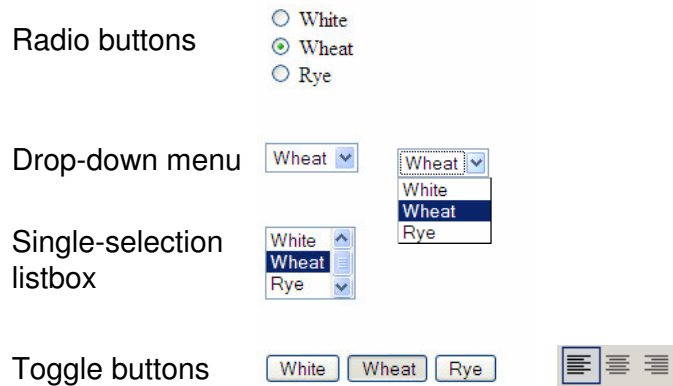 Radio buttons
White
Wheat
Rye
Drop-down menu
Wheat
Wheat
White
Wheat
Rye
Single-selection
listbox
White
Wheat
Rye
Toggle buttons
White Wheat Rye